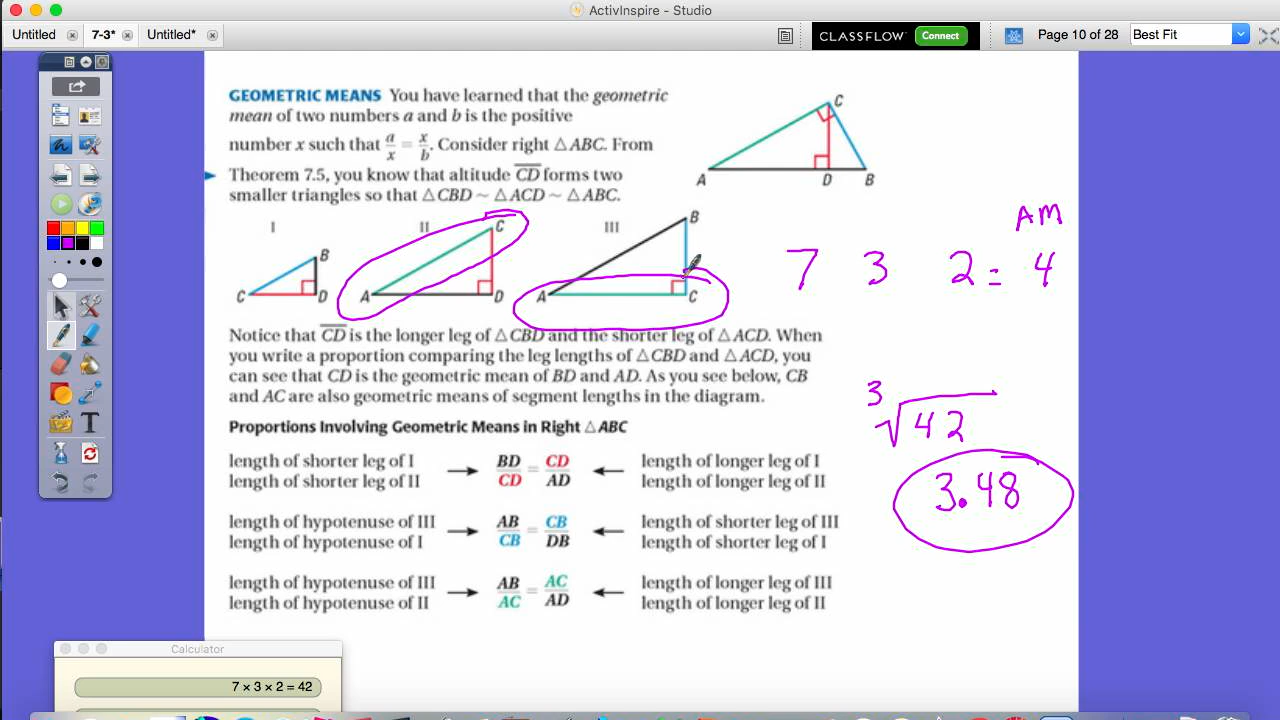 ActivInspire - Studio
Untitled 7-3* Untitled* CLASSFLOW Connect Page 10 of 28 Best Fit
GEOMETRIC MEANS You have learned that the geometric
mean of two numbers a and b is the positive
number x such that a/x = x/b. Consider right △ABC. From
Theorem 7.5, you know that altitude C̅D̅ forms two
smaller triangles so that △CBD ~ △ACD ~ △ABC.
C
A D B
I II III
B
C D
C
A D
B
A C
AM
7 3 2 = 4
Notice that C̅D̅ is the longer leg of △CBD and the shorter leg of △ACD. When
you write a proportion comparing the leg lengths of △CBD and △ACD, you
can see that CD is the geometric mean of BD and AD. As you see below, CB
and AC are also geometric means of segment lengths in the diagram.
∛42
3.48
Proportions Involving Geometric Means in Right △ABC
length of shorter leg of I → BD/CD = CD/AD ← length of longer leg of I
length of shorter leg of II length of longer leg of II
length of hypotenuse of III → AB/CB = CB/DB ← length of shorter leg of III
length of hypotenuse of I length of shorter leg of I
length of hypotenuse of III → AB/AC = AC/AD ← length of longer leg of III
length of hypotenuse of II length of longer leg of II
Calculator
7 × 3 × 2 = 42